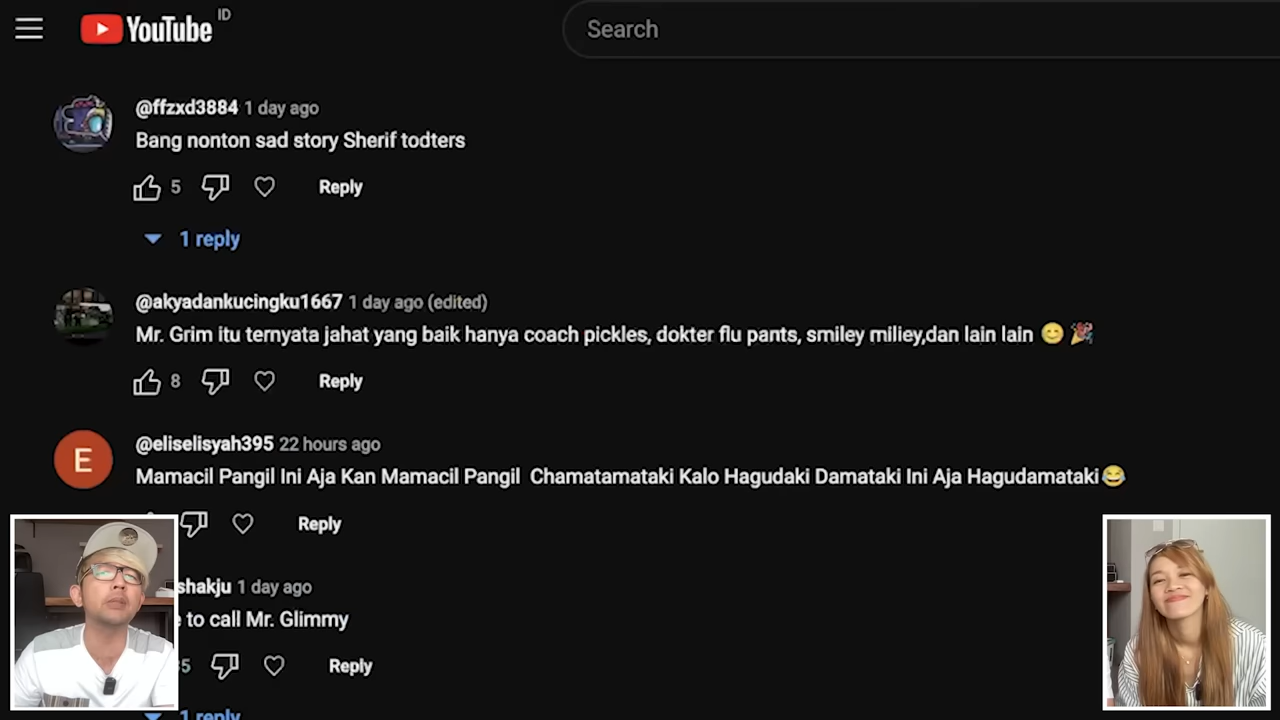 YouTube ID
Search
@ffzxd3884 1 day ago
Bang nonton sad story Sherif todters
5 Reply
1 reply
@akyadankucingku1667 1 day ago (edited)
Mr. Grim itu ternyata jahat yang baik hanya coach pickles, dokter flu pants, smiley miliey,dan lain lain 😊 🎉
8 Reply
E
@eliselisyah395 22 hours ago
Mamacil Pangil Ini Aja Kan Mamacil Pangil Chamatamataki Kalo Hagudaki Damataki Ini Aja Hagudamataki😂
Reply
shakju 1 day ago
to call Mr. Glimmy
5 Reply
1 reply